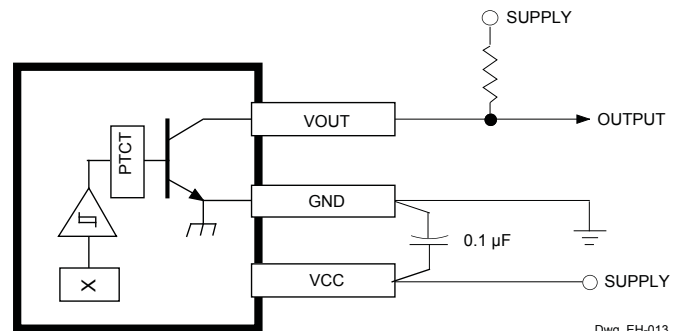 SUPPLY
VOUT
OUTPUT
PTCT
GND
0.1 µF
X
VCC
SUPPLY
Dwg. EH-013